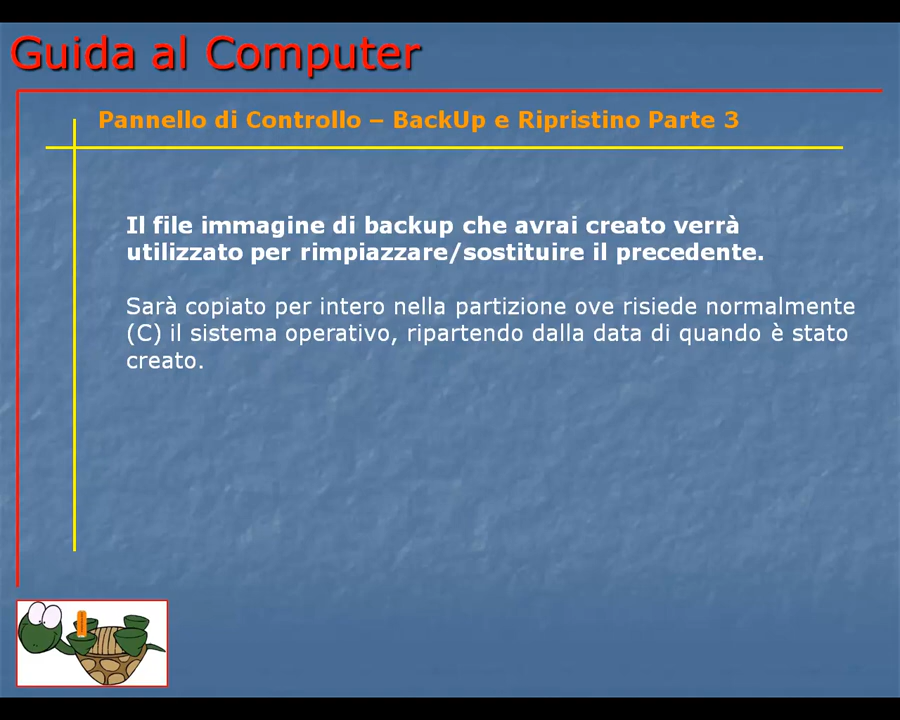 Guida al Computer
Pannello di Controllo – BackUp e Ripristino Parte 3
Il file immagine di backup che avrai creato verrà
utilizzato per rimpiazzare/sostituire il precedente.
Sarà copiato per intero nella partizione ove risiede normalmente
(C) il sistema operativo, ripartendo dalla data di quando è stato
creato.